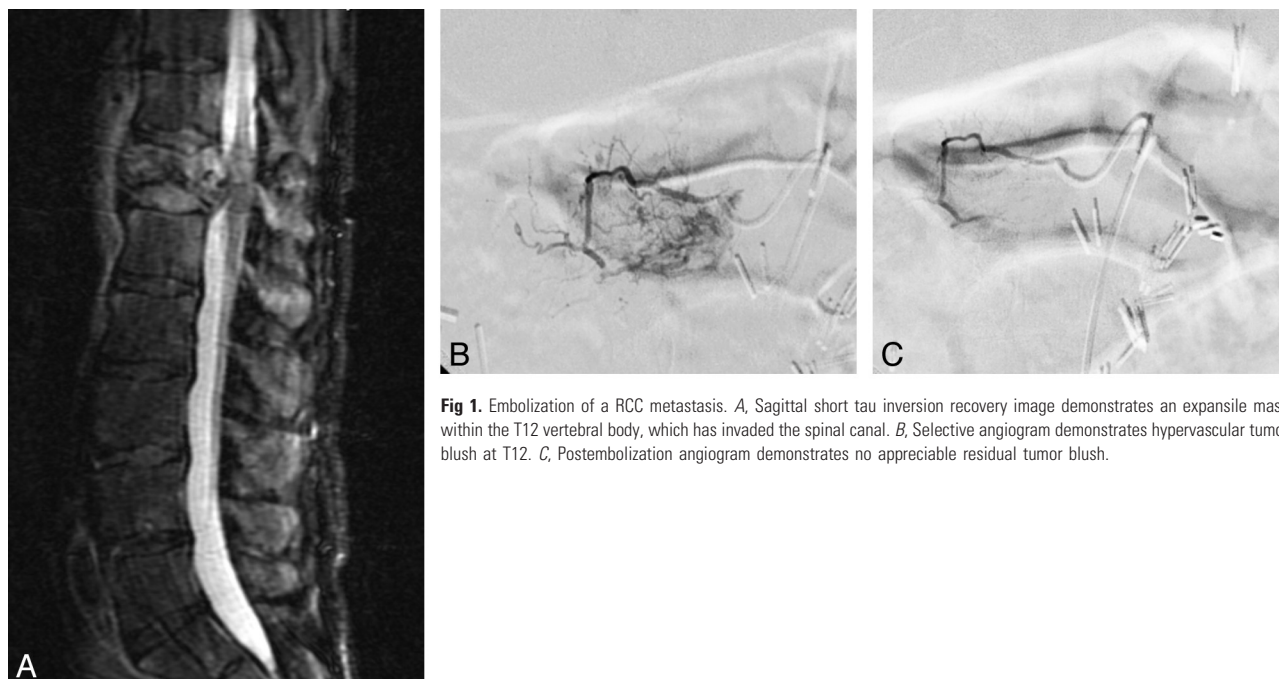 A
B
C
Fig 1. Embolization of a RCC metastasis. A, Sagittal short tau inversion recovery image demonstrates an expansile mas
within the T12 vertebral body, which has invaded the spinal canal. B, Selective angiogram demonstrates hypervascular tumo
blush at T12. C, Postembolization angiogram demonstrates no appreciable residual tumor blush.